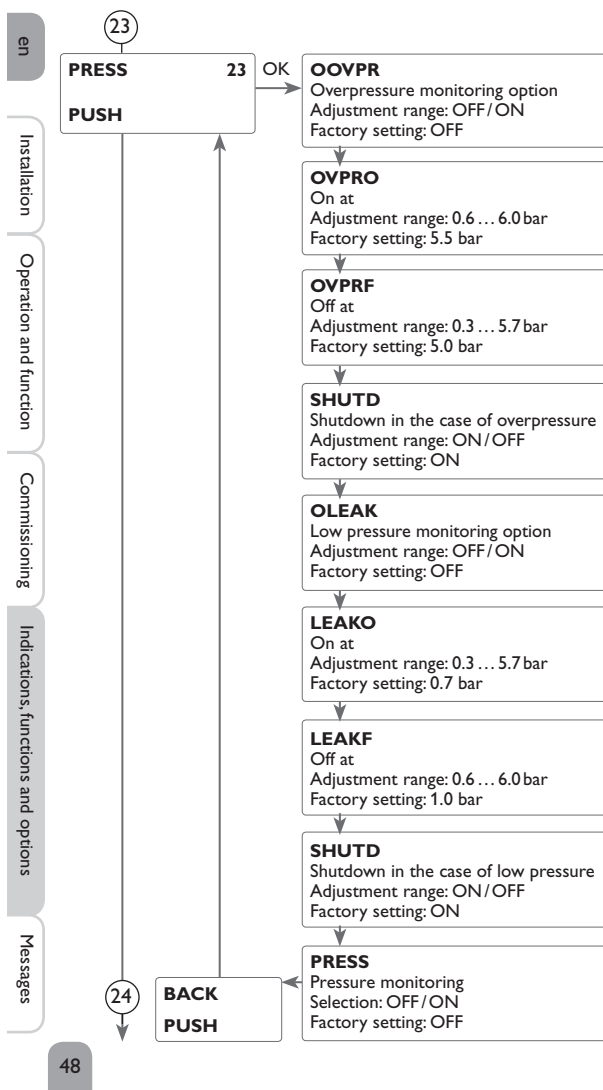 en
Installation
Operation and function
Commissioning
Indications, functions and options
Messages
23
PRESS 23
PUSH
OK
OOVPR
Overpressure monitoring option
Adjustment range: OFF/ON
Factory setting: OFF
OVPRO
On at
Adjustment range: 0.6 … 6.0 bar
Factory setting: 5.5 bar
OVPRF
Off at
Adjustment range: 0.3 … 5.7 bar
Factory setting: 5.0 bar
SHUTD
Shutdown in the case of overpressure
Adjustment range: ON/OFF
Factory setting: ON
OLEAK
Low pressure monitoring option
Adjustment range: OFF/ON
Factory setting: OFF
LEAKO
On at
Adjustment range: 0.3 … 5.7 bar
Factory setting: 0.7 bar
LEAKF
Off at
Adjustment range: 0.6 … 6.0 bar
Factory setting: 1.0 bar
SHUTD
Shutdown in the case of low pressure
Adjustment range: ON/OFF
Factory setting: ON
PRESS
Pressure monitoring
Selection: OFF/ON
Factory setting: OFF
BACK
PUSH
24
48